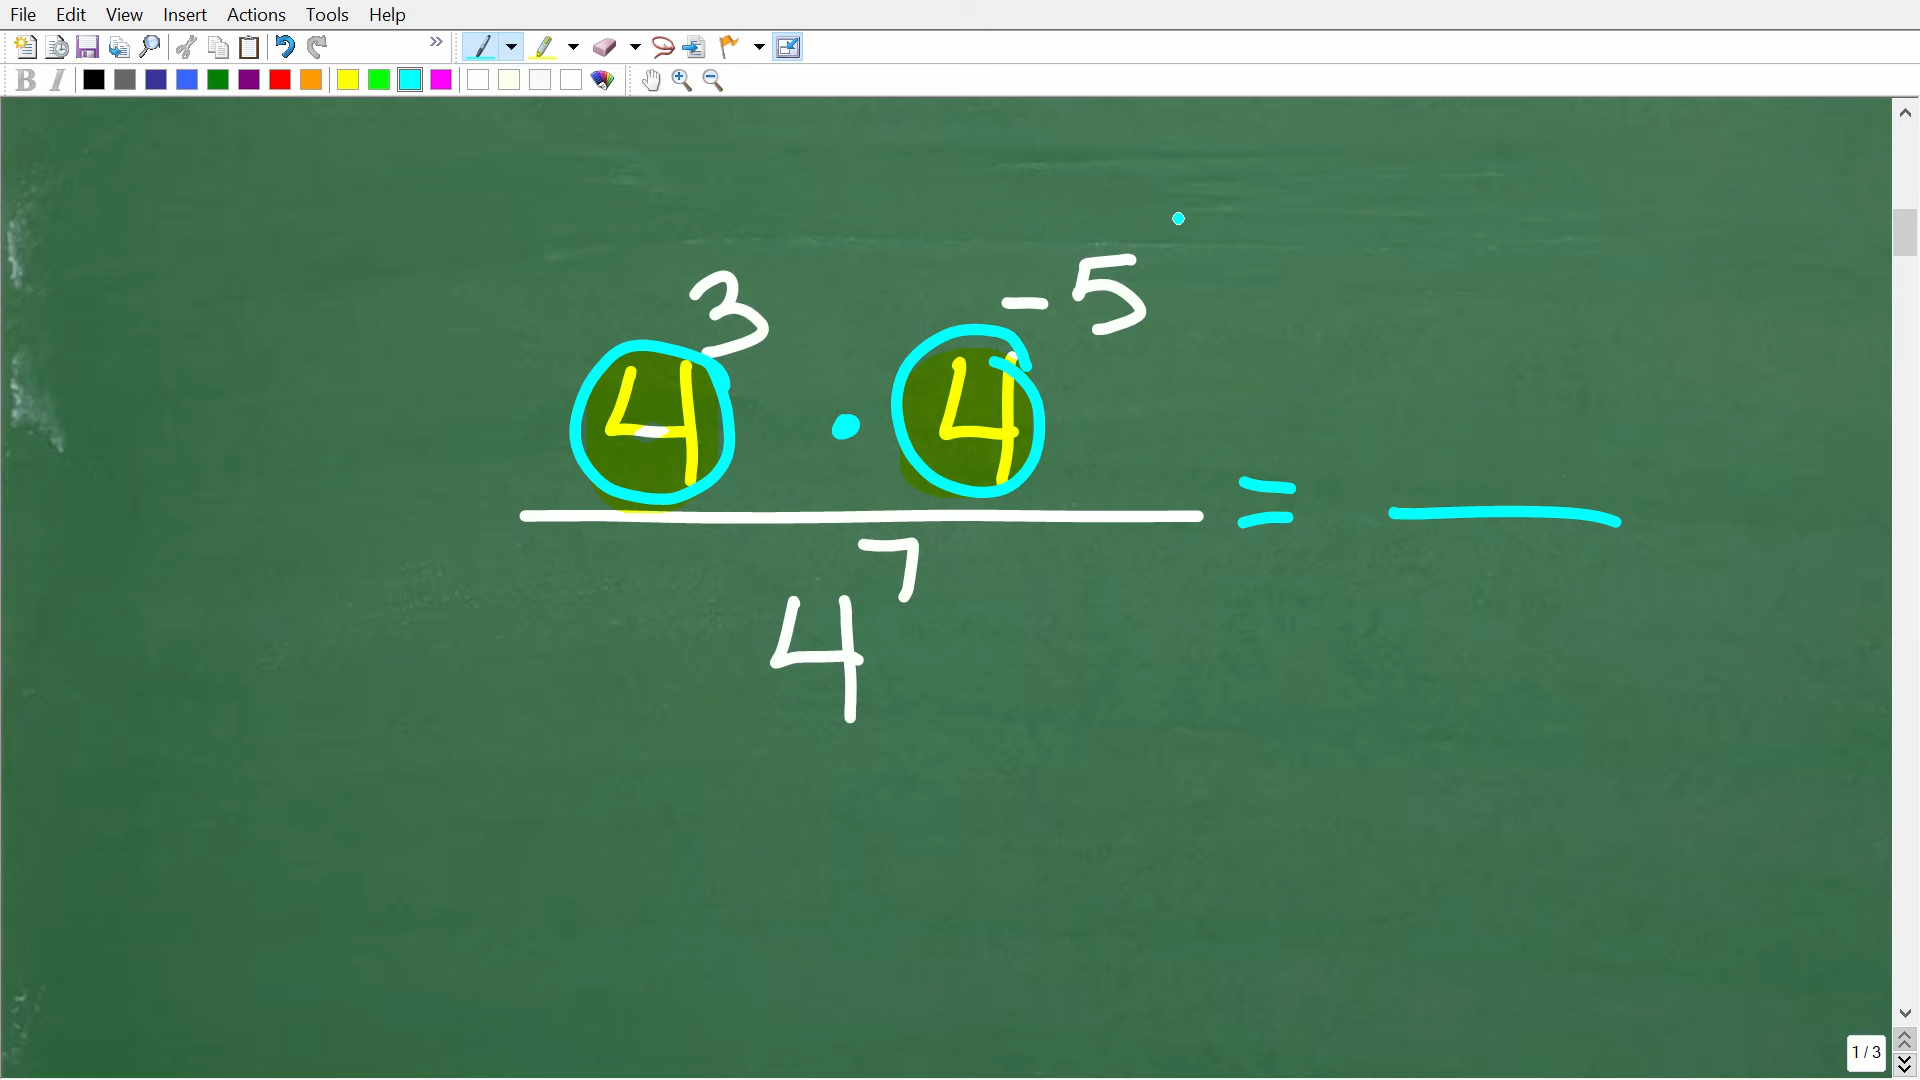 File Edit View Insert Actions Tools Help
B I
3 - 5
4 · 4
= 
7
4
1 / 3